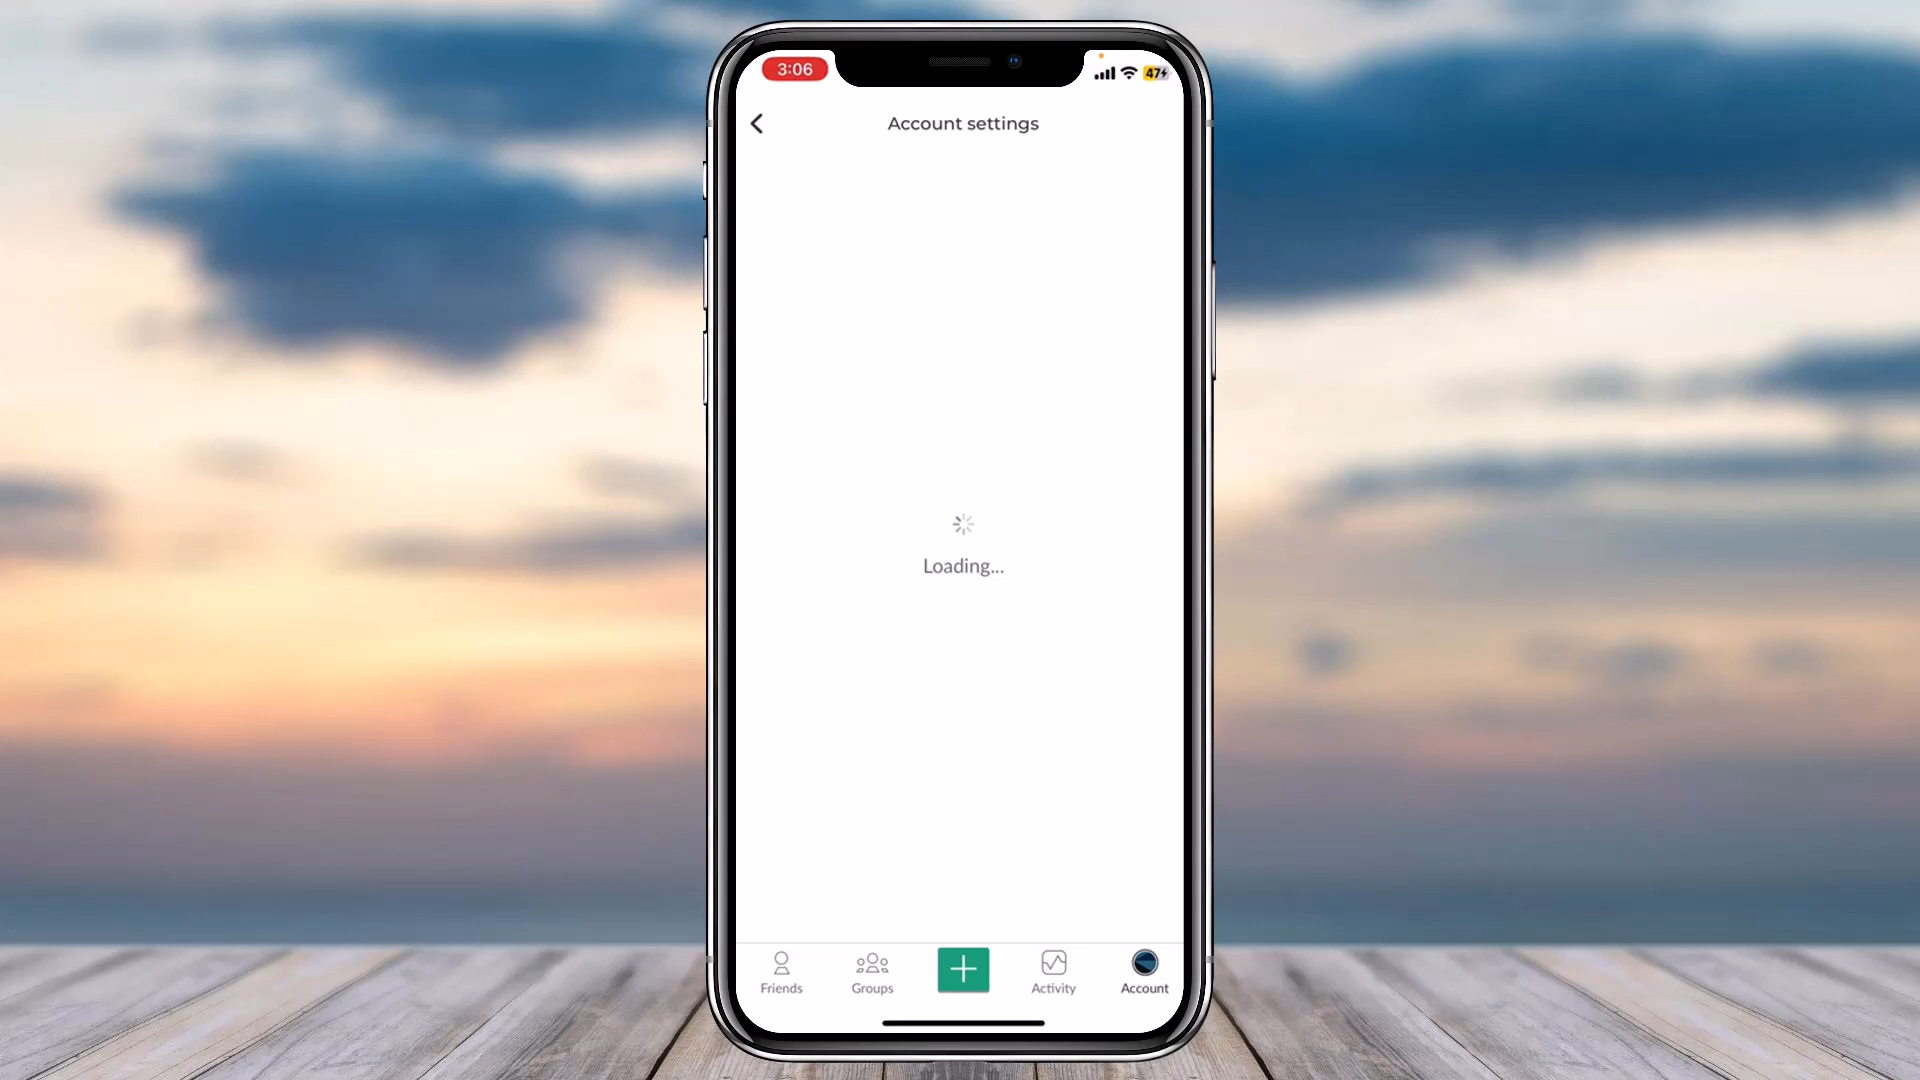 3:06
47
Account settings
Loading...
Friends
Groups
Activity
Account